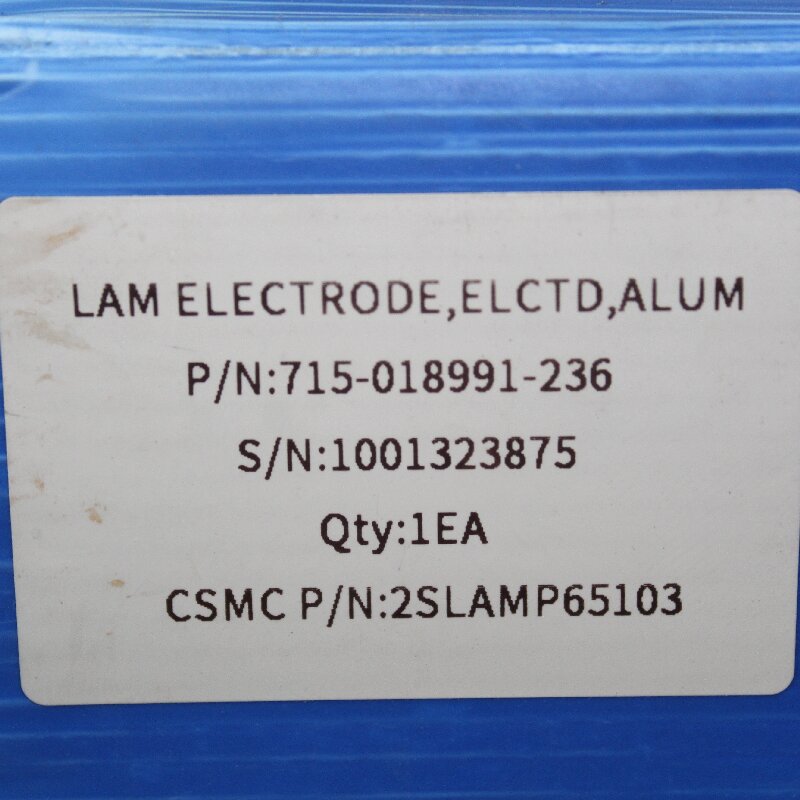 LAM ELECTRODE,ELCTD,ALUM
P/N:715-018991-236
S/N:1001323875
Qty:1EA
CSMC P/N:2SLAMP65103